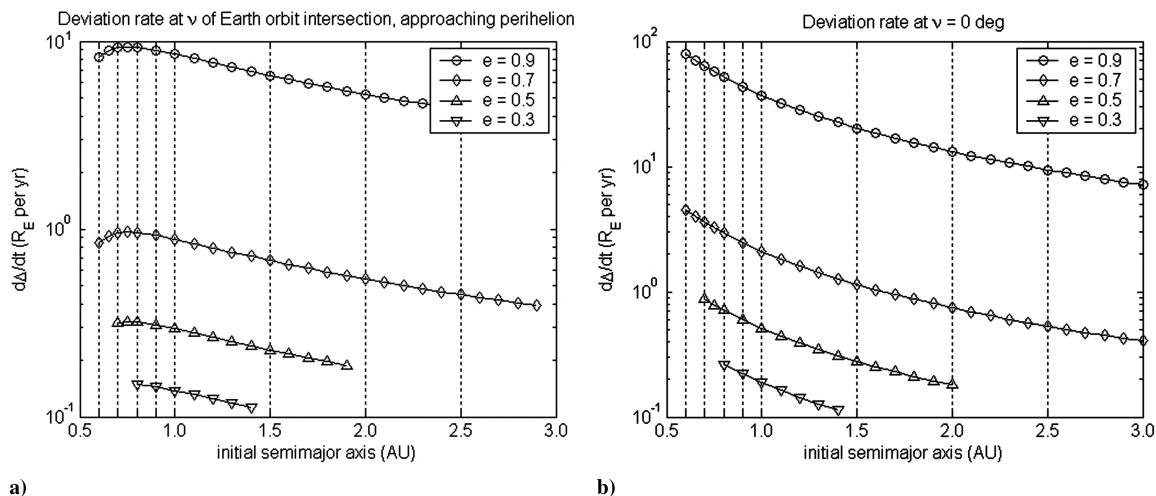 Deviation rate at ν of Earth orbit intersection, approaching perihelion
10^1
10^0
10^-1
dΔ/dt (R_E per yr)
e = 0.9
e = 0.7
e = 0.5
e = 0.3
0.5 1.0 1.5 2.0 2.5 3.0
initial semimajor axis (AU)
a)
Deviation rate at ν = 0 deg
10^2
10^1
10^0
10^-1
dΔ/dt (R_E per yr)
e = 0.9
e = 0.7
e = 0.5
e = 0.3
0.5 1.0 1.5 2.0 2.5 3.0
initial semimajor axis (AU)
b)